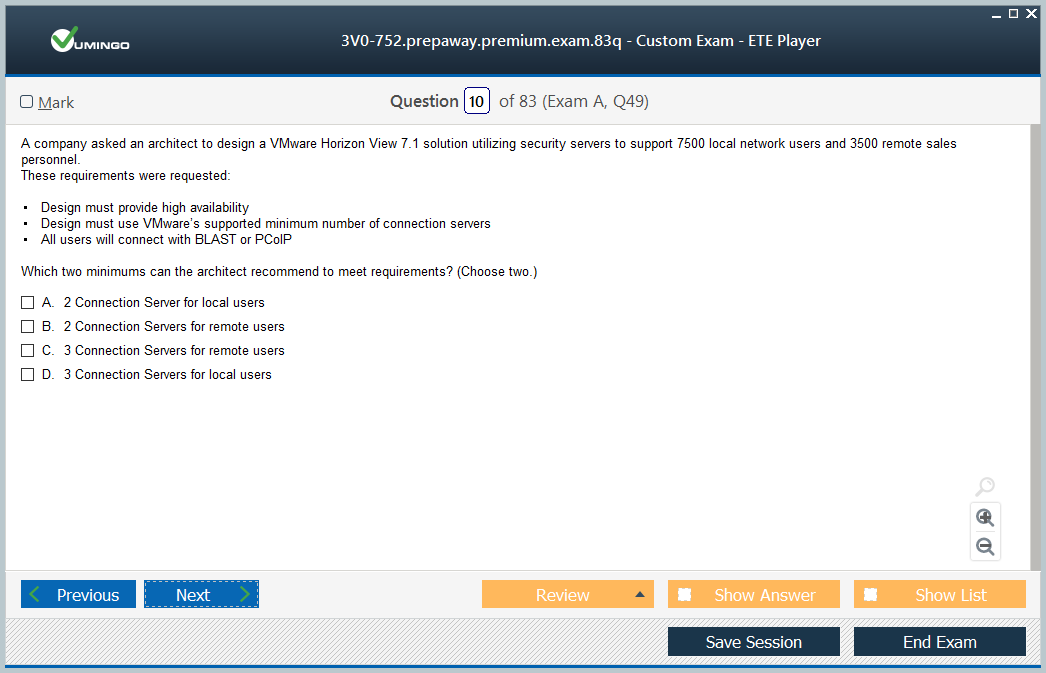 VUMINGO
3V0-752.prepaway.premium.exam.83q - Custom Exam - ETE Player
Mark
Question 10 of 83 (Exam A, Q49)
A company asked an architect to design a VMware Horizon View 7.1 solution utilizing security servers to support 7500 local network users and 3500 remote sales
personnel.
These requirements were requested:
▪ Design must provide high availability
▪ Design must use VMware's supported minimum number of connection servers
▪ All users will connect with BLAST or PCoIP
Which two minimums can the architect recommend to meet requirements? (Choose two.)
A. 2 Connection Server for local users
B. 2 Connection Servers for remote users
C. 3 Connection Servers for remote users
D. 3 Connection Servers for local users
Previous Next Review Show Answer Show List
Save Session End Exam